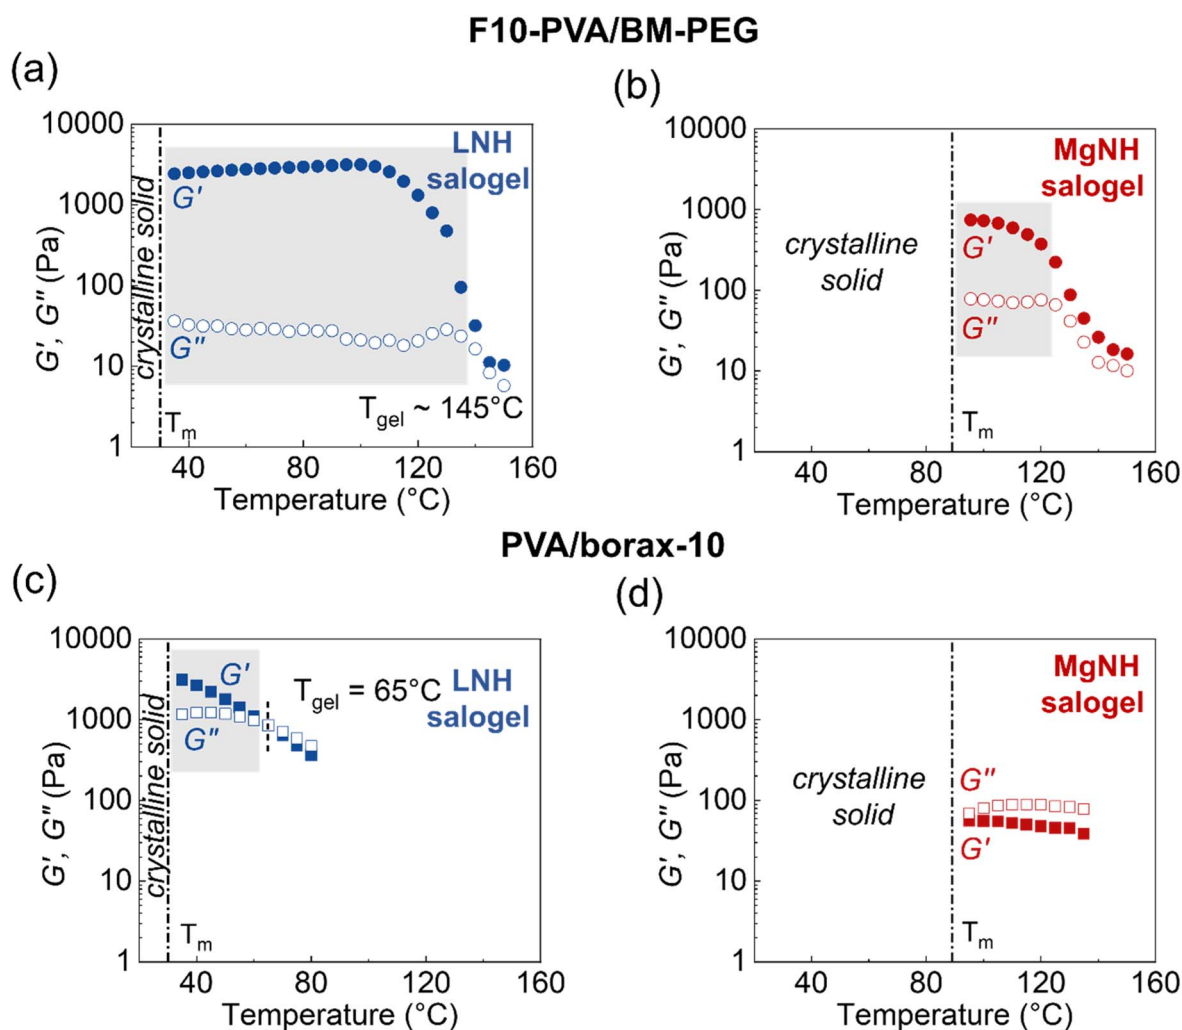 F10-PVA/BM-PEG
(a)
10000
1000
100
10
1
G', G'' (Pa)
crystalline solid
LNH
salogel
G'
G''
T_gel ~ 145°C
T_m
40
80
120
160
Temperature (°C)
(b)
10000
1000
100
10
1
G', G'' (Pa)
MgNH
salogel
crystalline
solid
G'
G''
T_m
40
80
120
160
Temperature (°C)
PVA/borax-10
(c)
10000
1000
100
10
1
G', G'' (Pa)
crystalline solid
G'
T_gel = 65°C
LNH
salogel
G''
T_m
40
80
120
160
Temperature (°C)
(d)
10000
1000
100
10
1
G', G'' (Pa)
MgNH
salogel
crystalline
solid
G''
G'
T_m
40
80
120
160
Temperature (°C)